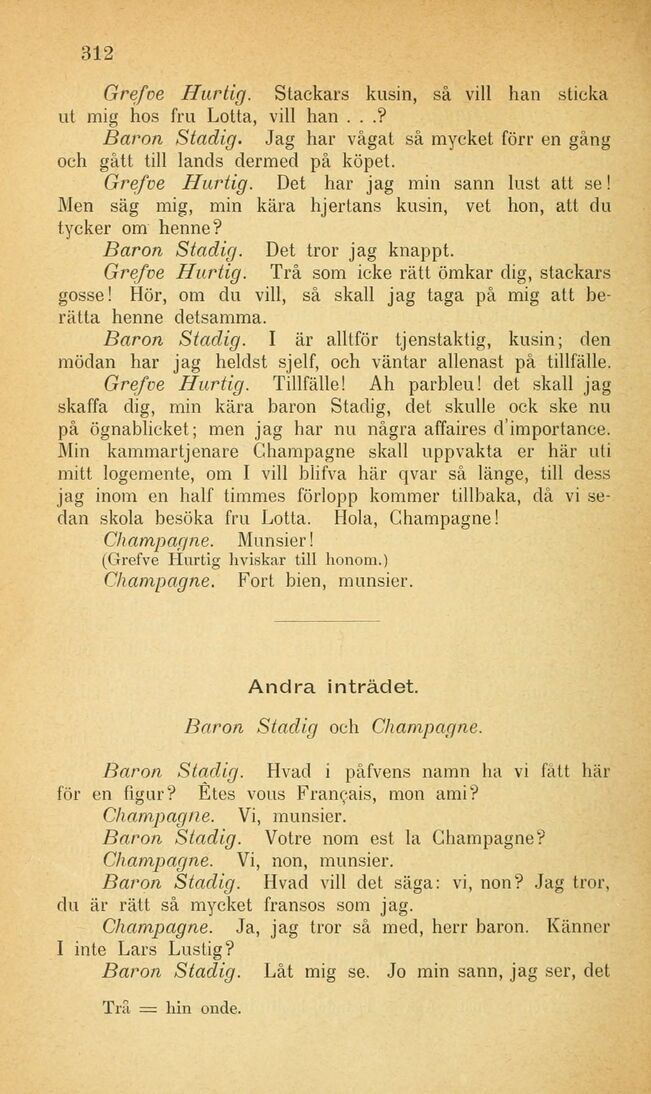 312
Grefve Hurtig. Stackars kusin, så vill han sticka
ut mig hos fru Lotta, vill han . . .?
Baron Stadig. Jag har vågat så mycket förr en gång
och gått till lands dermed på köpet.
Grefve Hurtig. Det har jag min sann lust att se!
Men säg mig, min kära hjertans kusin, vet hon, att du
tycker om henne?
Baron Stadig. Det tror jag knappt.
Grefve Hurtig. Trå som icke rätt ömkar dig, stackars
gosse! Hör, om du vill, så skall jag taga på mig att be-
rätta henne detsamma.
Baron Stadig. I är alltför tjenstaktig, kusin; den
mödan har jag heldst sjelf, och väntar allenast på tillfälle.
Grefve Hurtig. Tillfälle! Ah parbleu! det skall jag
skaffa dig, min kära baron Stadig, det skulle ock ske nu
på ögnablicket; men jag har nu några affaires d'importance.
Min kammartjenare Champagne skall uppvakta er här uti
mitt logemente, om I vill blifva här qvar så länge, till dess
jag inom en half timmes förlopp kommer tillbaka, då vi se-
dan skola besöka fru Lotta. Hola, Champagne!
Champagne. Munsier!
(Grefve Hurtig hviskar till honom.)
Champagne. Fort bien, munsier.
Andra inträdet.
Baron Stadig och Champagne.
Baron Stadig. Hvad i påfvens namn ha vi fått här
för en figur? Êtes vous Français, mon ami?
Champagne. Vi, munsier.
Baron Stadig. Votre nom est la Champagne?
Champagne. Vi, non, munsier.
Baron Stadig. Hvad vill det säga: vi, non? Jag tror,
du är rätt så mycket fransos som jag.
Champagne. Ja, jag tror så med, herr baron. Känner
I inte Lars Lustig?
Baron Stadig. Låt mig se. Jo min sann, jag ser, det
Trå = hin onde.